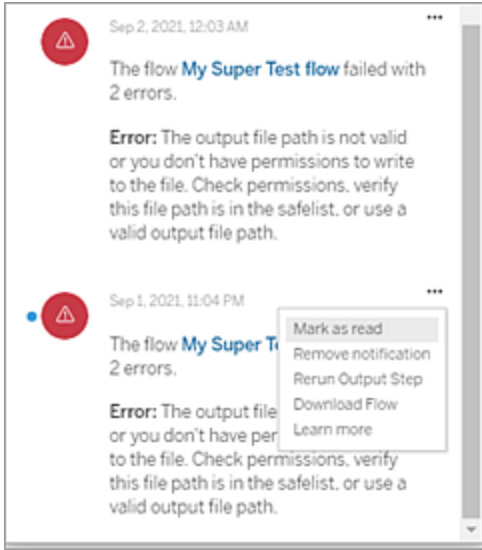 Sep 2, 2021, 12:03 AM
The flow My Super Test flow failed with
2 errors.
Error: The output file path is not valid
or you don't have permissions to write
to the file. Check permissions, verify
this file path is in the safelist, or use a
valid output file path.
Sep 1, 2021, 11:04 PM
The flow My Super
2 errors.
Error: The output file
or you don't have
to the file. Check permissions, verify
this file path is in the safelist, or use a
valid output file path.
Mark as read
Remove notification
Rerun Output Step
Download Flow
Learn more